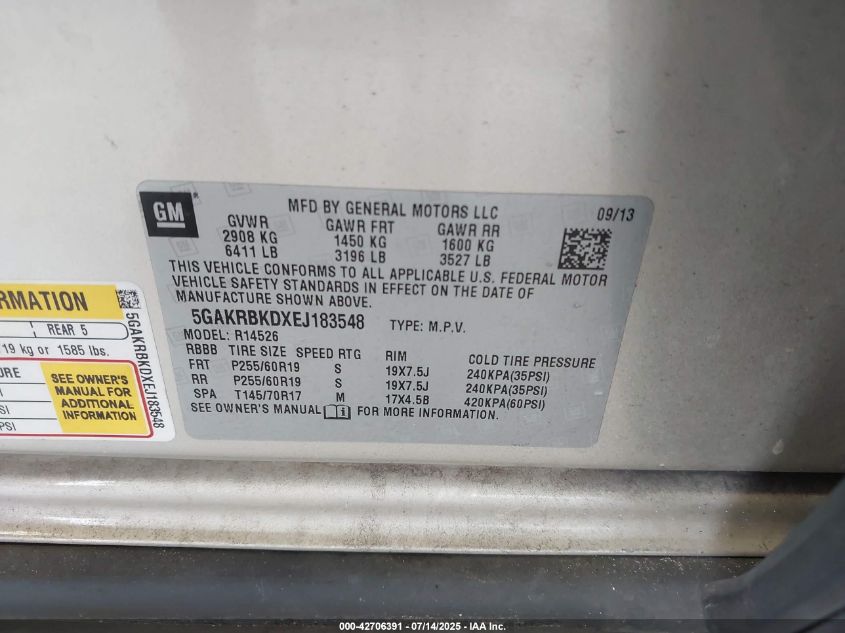 GM
MFD BY GENERAL MOTORS LLC 09/13
GVWR GAWR FRT GAWR RR
2908 KG 1450 KG 1600 KG
6411 LB 3196 LB 3527 LB
THIS VEHICLE CONFORMS TO ALL APPLICABLE U.S. FEDERAL MOTOR
VEHICLE SAFETY STANDARDS IN EFFECT ON THE DATE OF
MANUFACTURE SHOWN ABOVE.
5GAKRBKDXEJ183548 TYPE: M.P.V.
MODEL: R14526
RBBB TIRE SIZE SPEED RTG RIM COLD TIRE PRESSURE
FRT P255/60R19 S 19X7.5J 240KPA(35PSI)
RR P255/60R19 S 19X7.5J 240KPA(35PSI)
SPA T145/70R17 M 17X4.5B 420KPA(60PSI)
SEE OWNER'S MANUAL i FOR MORE INFORMATION.
RMATION
REAR 5
19 kg or 1585 lbs.
SEE OWNER'S
MANUAL FOR
ADDITIONAL
INFORMATION
PSI
5GAKRBKDXEJ183548
000-42706391 - 07/14/2025 - IAA Inc.